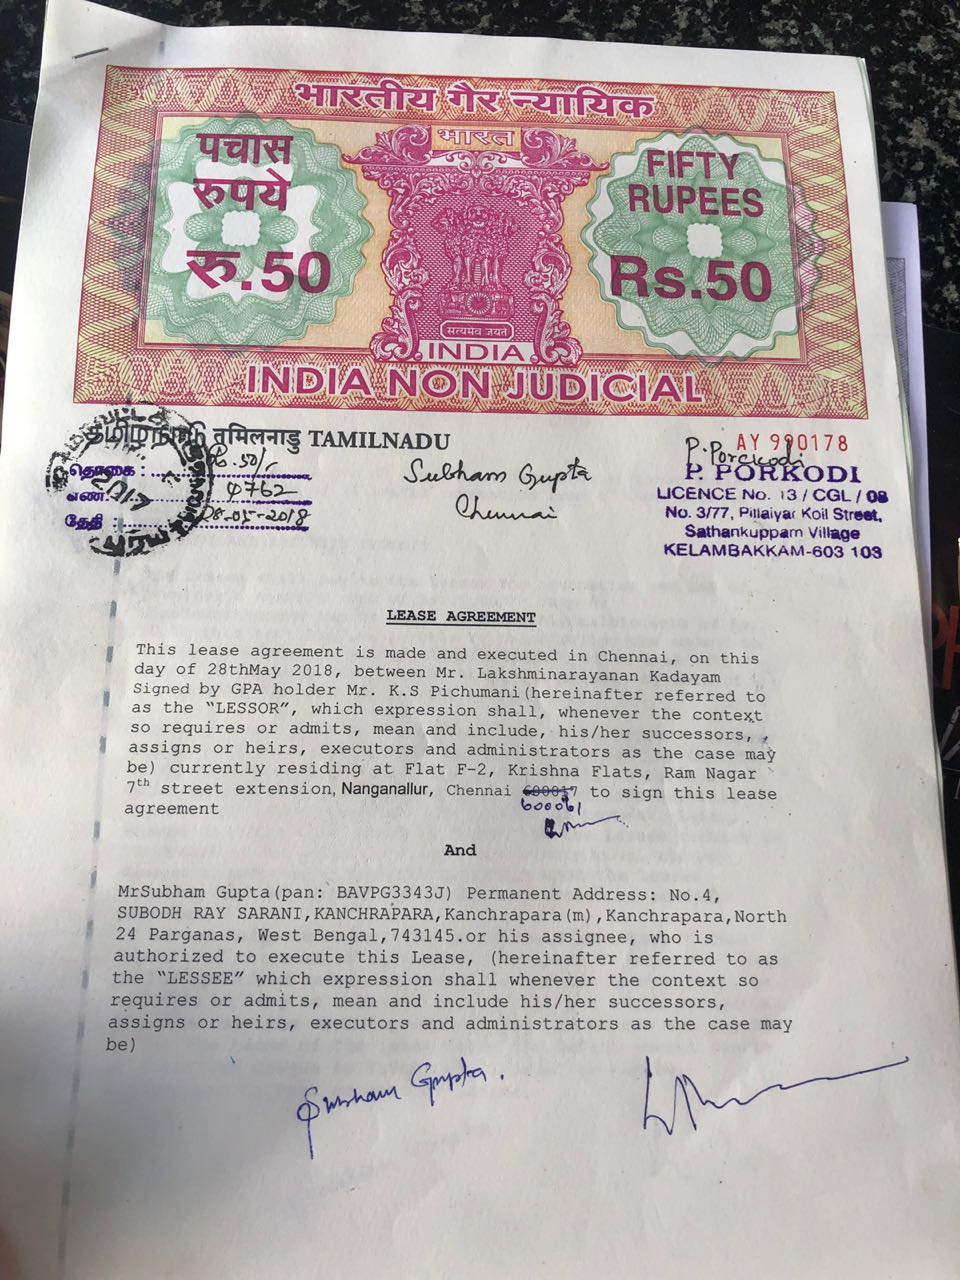 भारतीय गैर न्यायिक
भारत
पचास
रुपये
रु.50
FIFTY
RUPEES
Rs.50
सत्यमेव जयते
INDIA
INDIA NON JUDICIAL
தமிழ்நாடு तमिलनाडु TAMILNADU
AY 990178
P. Porkodi
தொகை : Rs. 50/-
எண். : 4762
தேதி : 28-05-2018
Subham Gupta
Chennai
P. PORKODI
LICENCE No. 13 / CGL / 08
No. 3/77, Pillaiyar Koil Street,
Sathankuppam Village
KELAMBAKKAM-603 103
LEASE AGREEMENT
This lease agreement is made and executed in Chennai, on this
day of 28thMay 2018, between Mr. Lakshminarayanan Kadayam
Signed by GPA holder Mr. K.S Pichumani(hereinafter referred to
as the “LESSOR”, which expression shall, whenever the context
so requires or admits, mean and include, his/her successors,
assigns or heirs, executors and administrators as the case may
be) currently residing at Flat F-2, Krishna Flats, Ram Nagar
7th street extension, Nanganallur, Chennai 600017 to sign this lease
600061
agreement
And
MrSubham Gupta(pan: BAVPG3343J) Permanent Address: No.4,
SUBODH RAY SARANI,KANCHRAPARA,Kanchrapara(m),Kanchrapara,North
24 Parganas, West Bengal,743145.or his assignee, who is
authorized to execute this Lease, (hereinafter referred to as
the “LESSEE” which expression shall whenever the context so
requires or admits, mean and include his/her successors,
assigns or heirs, executors and administrators as the case may
be)
Subham Gupta.